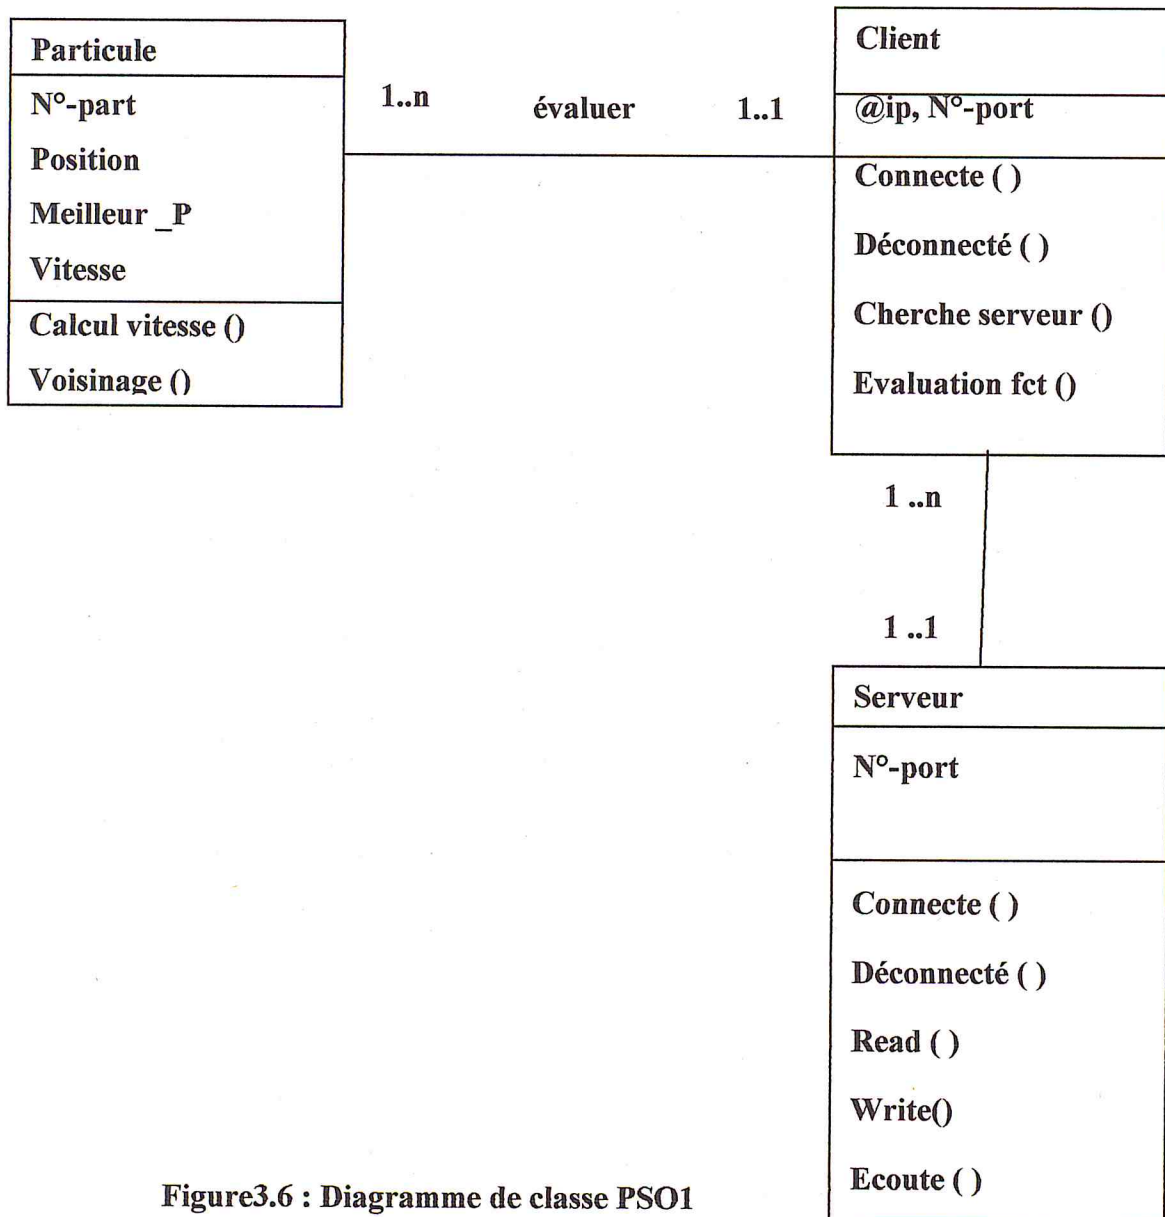 Particule
N°-part
Position
Meilleur _P
Vitesse
Calcul vitesse ()
Voisinage ()
1..n
évaluer
1..1
Client
@ip, N°-port
Connecte ( )
Déconnecté ( )
Cherche serveur ()
Evaluation fct ()
1 ..n
1 ..1
Serveur
N°-port
Connecte ( )
Déconnecté ( )
Read ( )
Write()
Ecoute ( )
Figure3.6 : Diagramme de classe PSO1